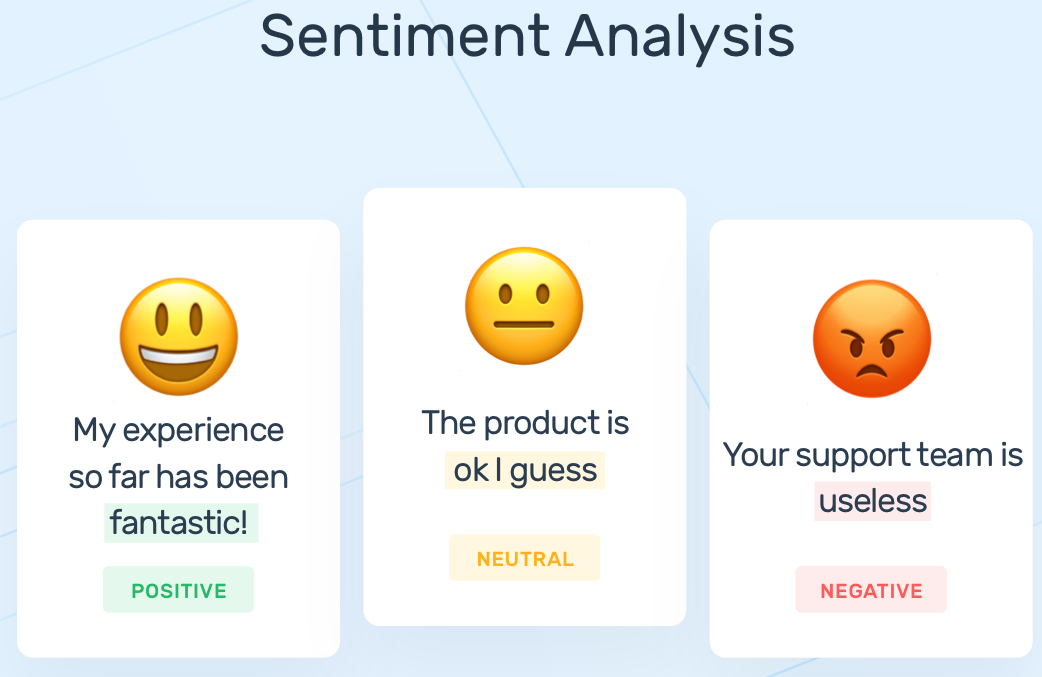 Sentiment Analysis
My experience
so far has been
fantastic!
POSITIVE
The product is
ok I guess
NEUTRAL
Your support team is
useless
NEGATIVE